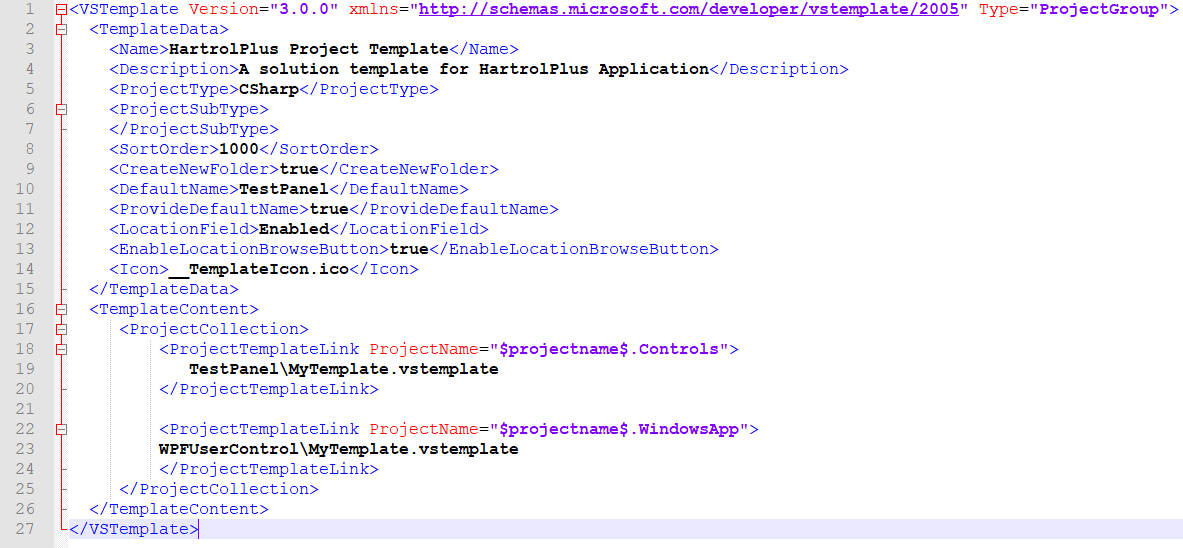 1 <VSTemplate Version="3.0.0" xmlns="http://schemas.microsoft.com/developer/vstemplate/2005" Type="ProjectGroup">
2 <TemplateData>
3 <Name>HartrolPlus Project Template</Name>
4 <Description>A solution template for HartrolPlus Application</Description>
5 <ProjectType>CSharp</ProjectType>
6 <ProjectSubType>
7 </ProjectSubType>
8 <SortOrder>1000</SortOrder>
9 <CreateNewFolder>true</CreateNewFolder>
10 <DefaultName>TestPanel</DefaultName>
11 <ProvideDefaultName>true</ProvideDefaultName>
12 <LocationField>Enabled</LocationField>
13 <EnableLocationBrowseButton>true</EnableLocationBrowseButton>
14 <Icon>__TemplateIcon.ico</Icon>
15 </TemplateData>
16 <TemplateContent>
17 <ProjectCollection>
18 <ProjectTemplateLink ProjectName="$projectname$.Controls">
19 TestPanel\MyTemplate.vstemplate
20 </ProjectTemplateLink>
21
22 <ProjectTemplateLink ProjectName="$projectname$.WindowsApp">
23 WPFUserControl\MyTemplate.vstemplate
24 </ProjectTemplateLink>
25 </ProjectCollection>
26 </TemplateContent>
27 </VSTemplate>